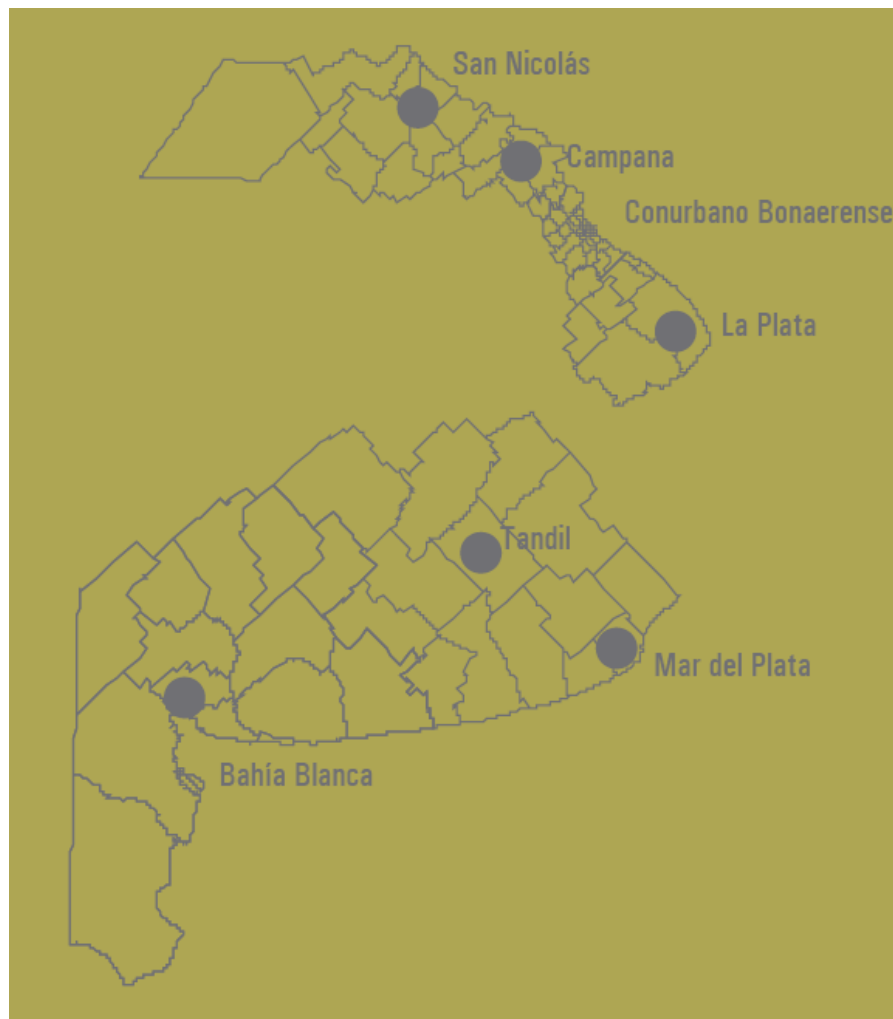 San Nicolás
Campana
Conurbano Bonaerense
La Plata
Tandil
Mar del Plata
Bahía Blanca